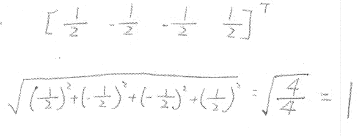 [ 1/2 -1/2 -1/2 1/2 ]^T
√((1/2)²+(-1/2)²+(-1/2)²+(1/2)²) = √(4/4) = 1